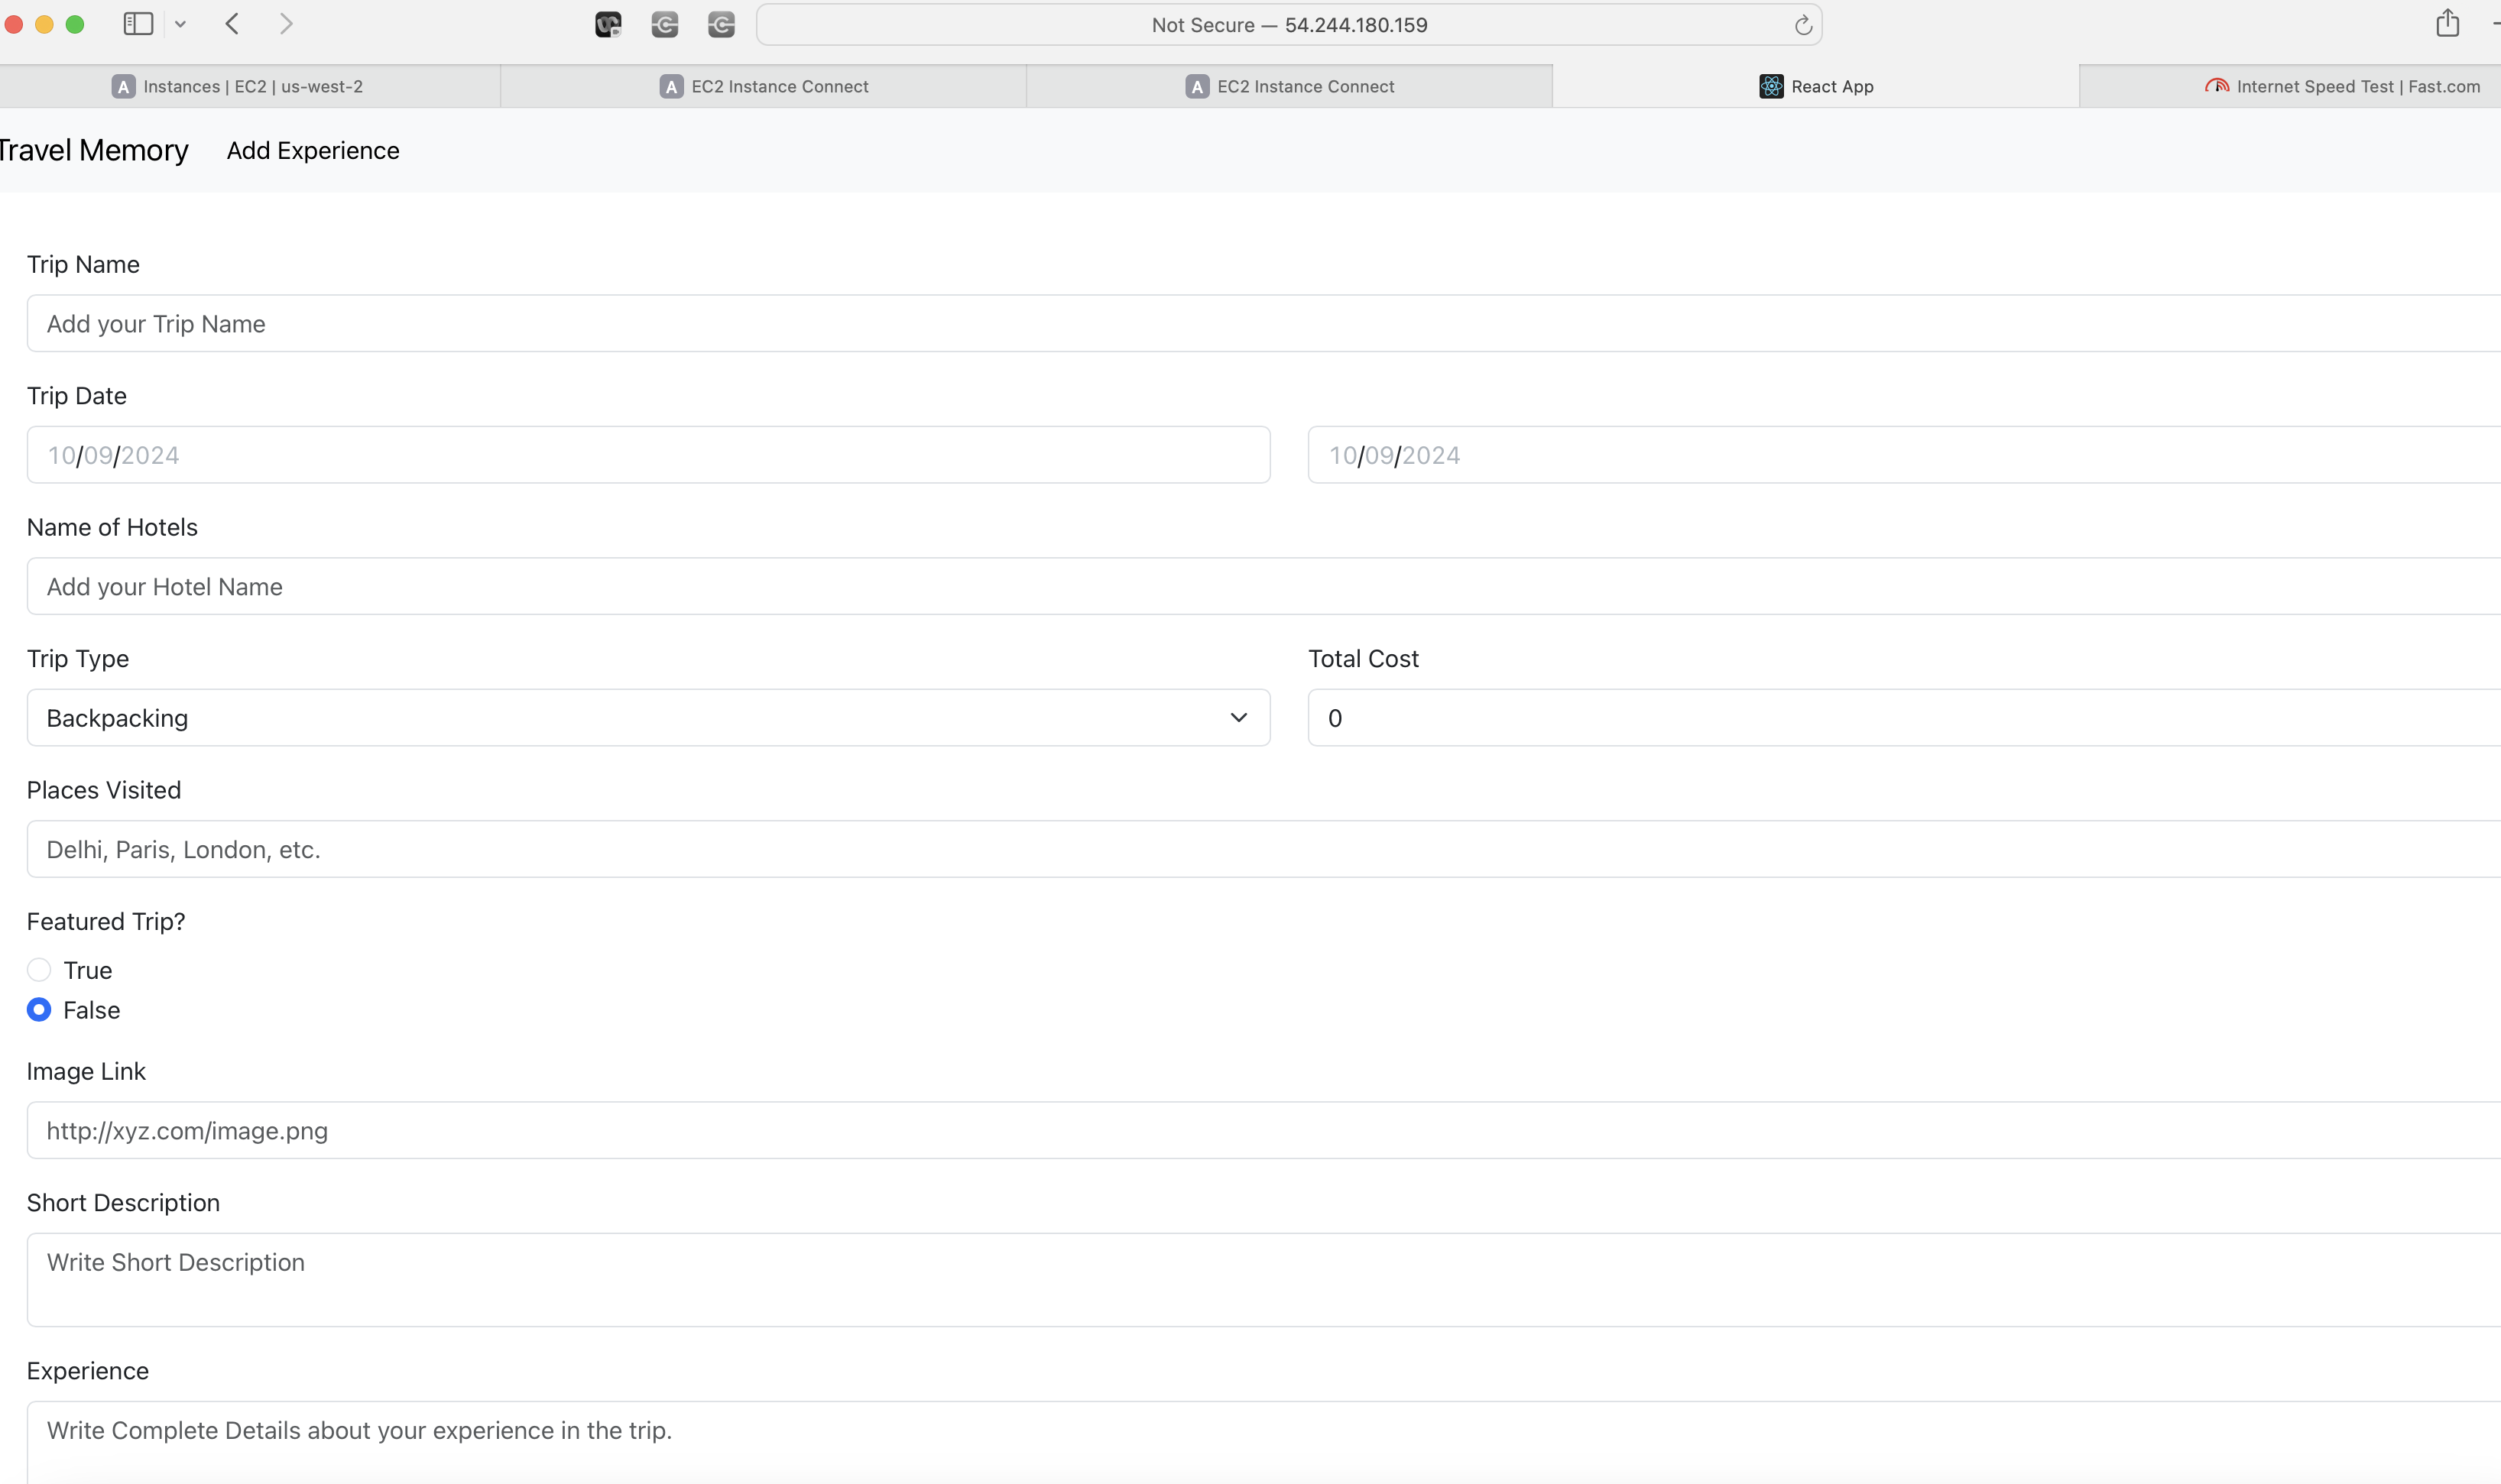 Not Secure — 54.244.180.159
Instances | EC2 | us-west-2
EC2 Instance Connect
EC2 Instance Connect
React App
Internet Speed Test | Fast.com
Travel Memory Add Experience
Trip Name
Add your Trip Name
Trip Date
10/09/2024 10/09/2024
Name of Hotels
Add your Hotel Name
Trip Type Total Cost
Backpacking 0
Places Visited
Delhi, Paris, London, etc.
Featured Trip?
True
False
Image Link
http://xyz.com/image.png
Short Description
Write Short Description
Experience
Write Complete Details about your experience in the trip.